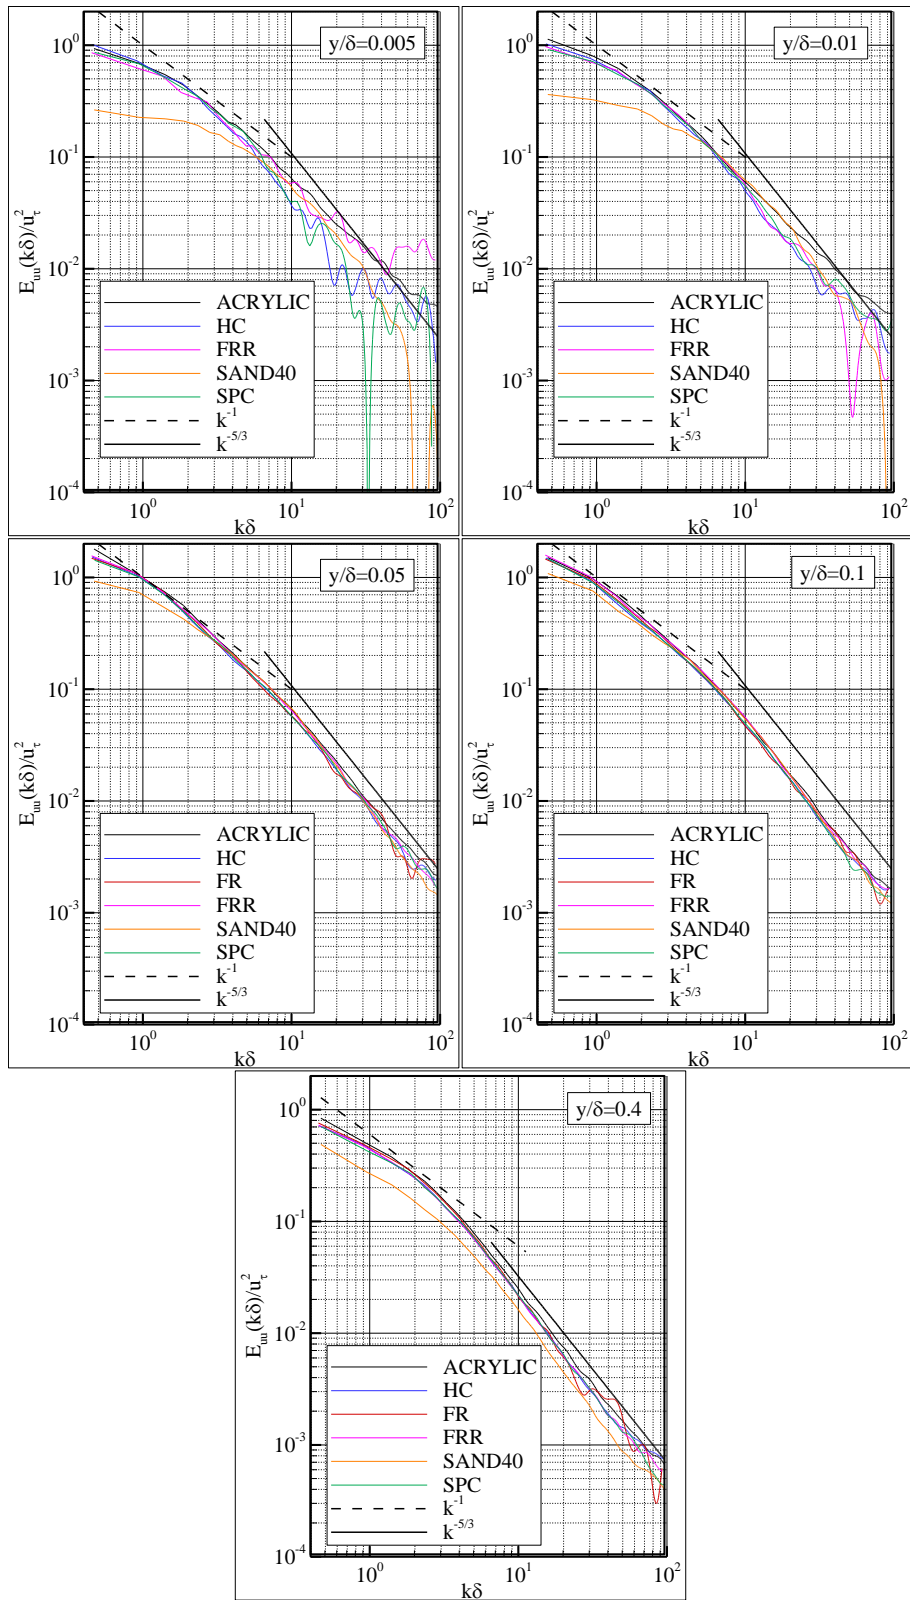 y/δ=0.005
E_uu(kδ)/u_τ^2
10^0
10^-1
10^-2
10^-3
10^-4
ACRYLIC
HC
FRR
SAND40
SPC
k^-1
k^-5/3
10^0 10^1 10^2
kδ
y/δ=0.01
E_uu(kδ)/u_τ^2
10^0
10^-1
10^-2
10^-3
10^-4
ACRYLIC
HC
FRR
SAND40
SPC
k^-1
k^-5/3
10^0 10^1 10^2
kδ
y/δ=0.05
E_uu(kδ)/u_τ^2
10^0
10^-1
10^-2
10^-3
10^-4
ACRYLIC
HC
FR
FRR
SAND40
SPC
k^-1
k^-5/3
10^0 10^1 10^2
kδ
y/δ=0.1
E_uu(kδ)/u_τ^2
10^0
10^-1
10^-2
10^-3
10^-4
ACRYLIC
HC
FR
FRR
SAND40
SPC
k^-1
k^-5/3
10^0 10^1 10^2
kδ
y/δ=0.4
E_uu(kδ)/u_τ^2
10^0
10^-1
10^-2
10^-3
10^-4
ACRYLIC
HC
FR
FRR
SAND40
SPC
k^-1
k^-5/3
10^0 10^1 10^2
kδ